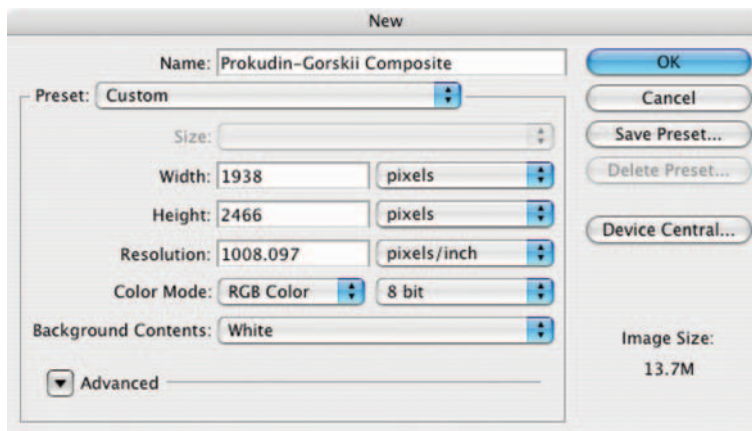 New
Name: Prokudin-Gorskii Composite
OK
Preset: Custom
Cancel
Size:
Save Preset...
Width: 1938 pixels
Delete Preset...
Height: 2466 pixels
Device Central...
Resolution: 1008.097 pixels/inch
Color Mode: RGB Color 8 bit
Background Contents: White
Image Size:
13.7M
Advanced